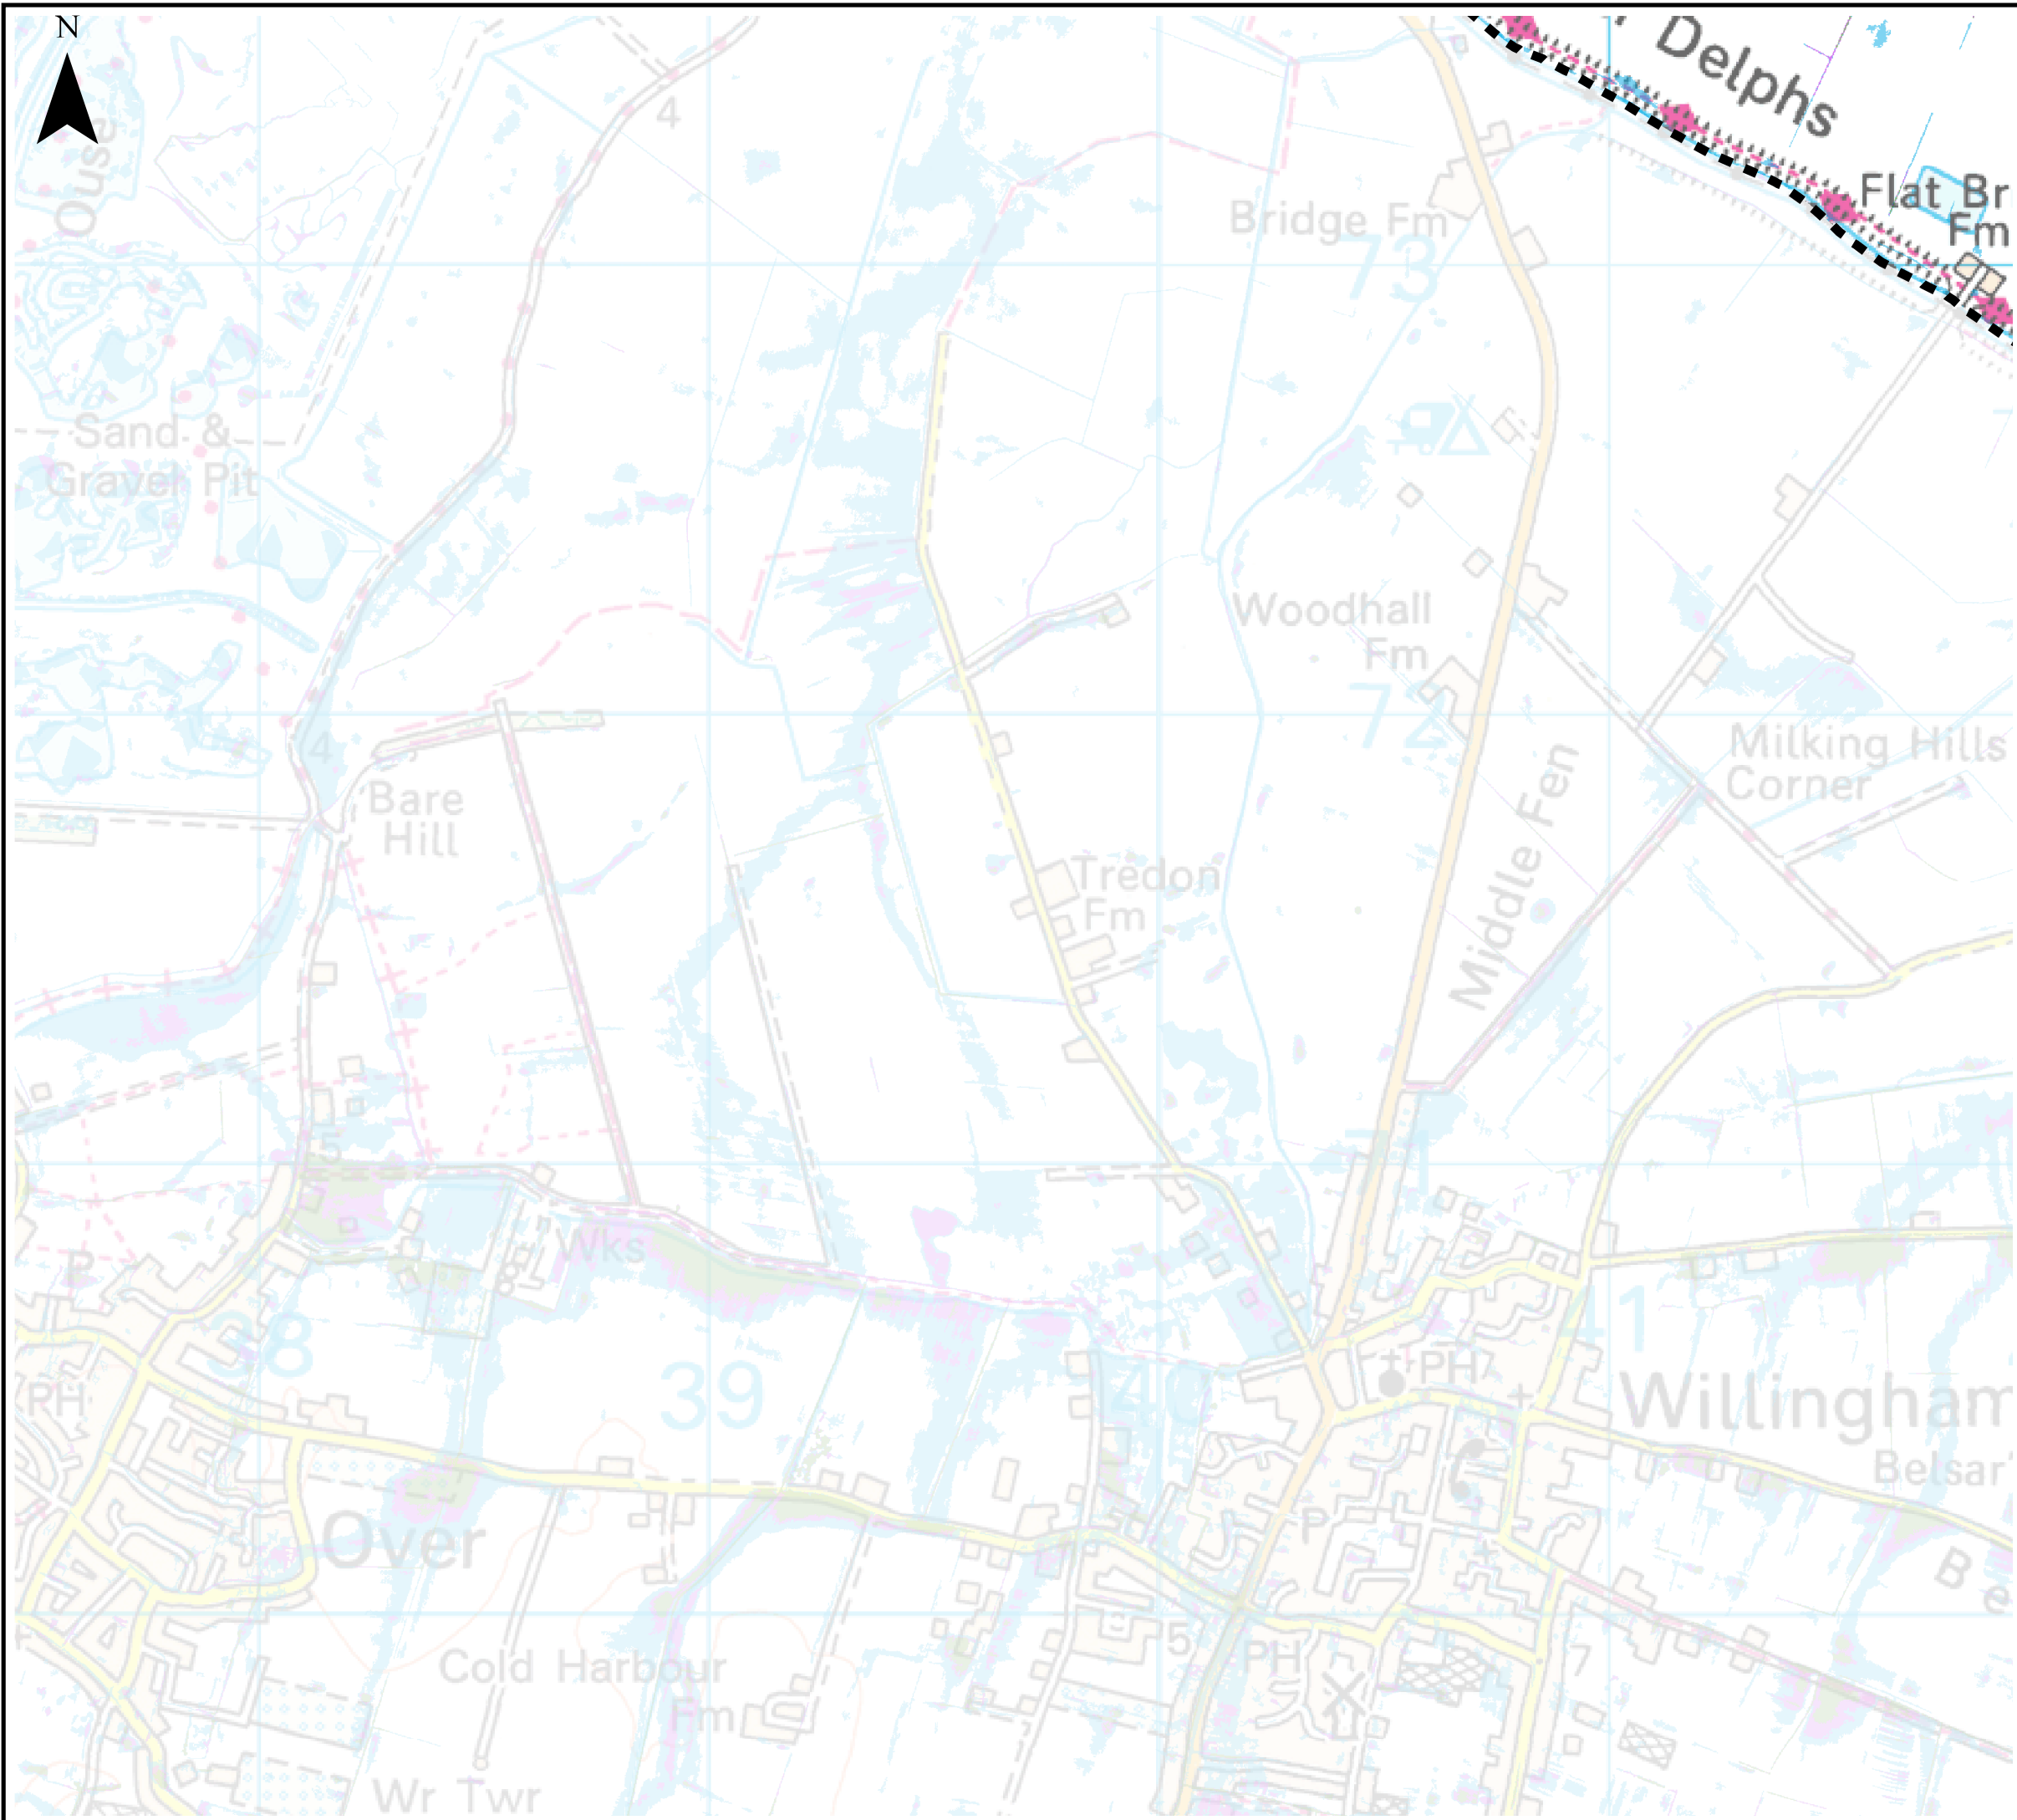 N
Delphs
4
Ouse
Flat Br
Fm
Bridge Fm
73
Sand &
Gravel Pit
Woodhall
Fm
72
4
Milking Hills
Corner
Bare
Hill
Middle Fen
Tredon
Fm
71
5
Wks
P
38
39
40
41
PH
PH
Willingham
Belsar'
Over
P
Be
5
PH
7
Cold Harbour
Fm
Wr Twr